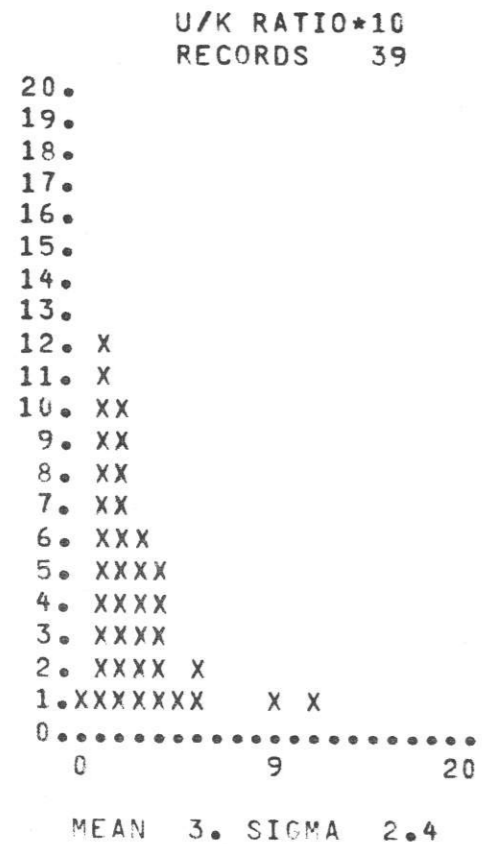 U/K RATIO*10
RECORDS 39
20.
19.
18.
17.
16.
15.
14.
13.
12. X
11. X
10. XX
9. XX
8. XX
7. XX
6. XXX
5. XXXX
4. XXXX
3. XXXX
2. XXXX X
1.XXXXXXX X X
0......................
0 9 20
MEAN 3. SIGMA 2.4